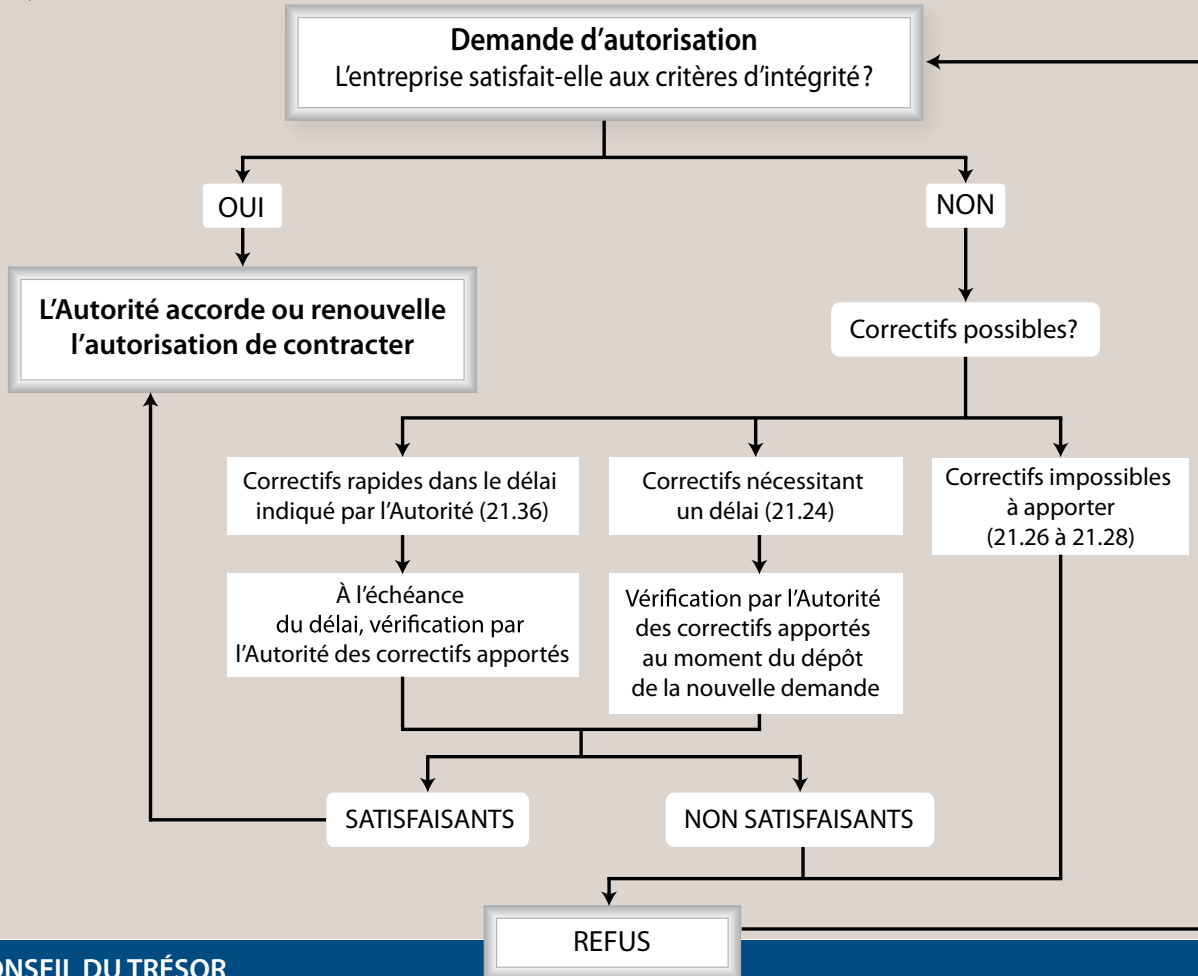 Demande d’autorisation
L’entreprise satisfait-elle aux critères d’intégrité ?
OUI
NON
L’Autorité accorde ou renouvelle
l’autorisation de contracter
Correctifs possibles?
Correctifs rapides dans le délai
indiqué par l’Autorité (21.36)
Correctifs nécessitant
un délai (21.24)
Correctifs impossibles
à apporter
(21.26 à 21.28)
À l’échéance
du délai, vérification par
l’Autorité des correctifs apportés
Vérification par l’Autorité
des correctifs apportés
au moment du dépôt
de la nouvelle demande
SATISFAISANTS
NON SATISFAISANTS
REFUS
DU TRÉSOR